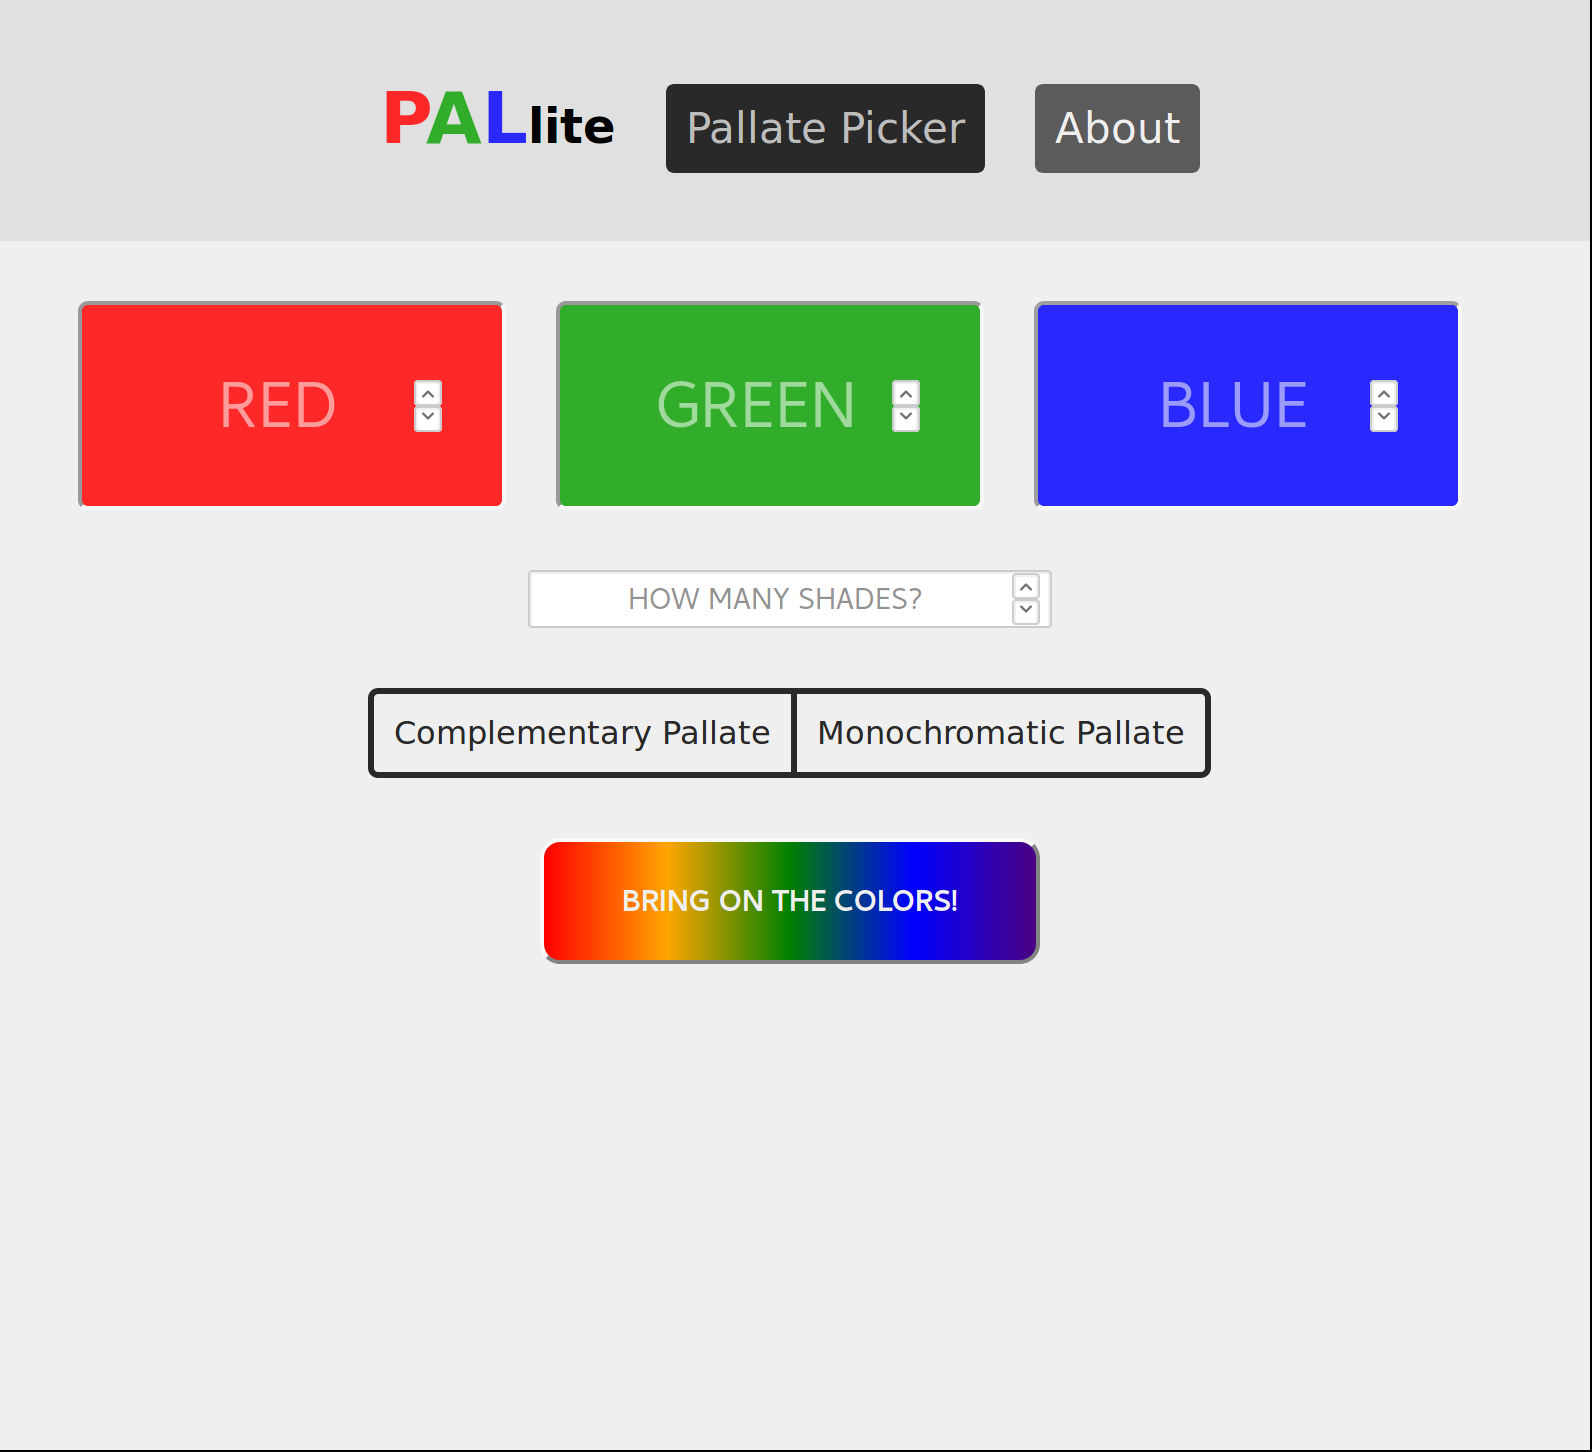 PALlite Pallate Picker About
RED GREEN BLUE
HOW MANY SHADES?
Complementary Pallate Monochromatic Pallate
BRING ON THE COLORS!